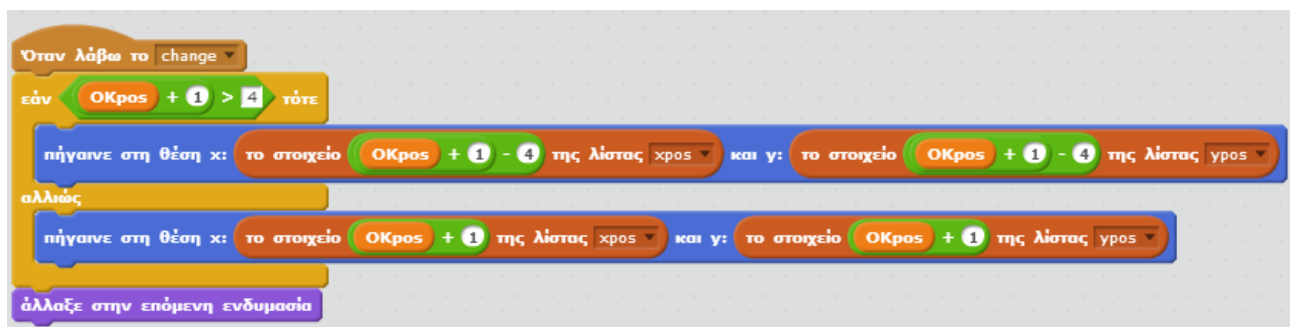 Όταν λάβω το change
εάν OKpos + 1 > 4 τότε
πήγαινε στη θέση x: το στοιχείο OKpos + 1 - 4 της λίστας xpos και y: το στοιχείο OKpos + 1 - 4 της λίστας ypos
αλλιώς
πήγαινε στη θέση x: το στοιχείο OKpos + 1 της λίστας xpos και y: το στοιχείο OKpos + 1 της λίστας ypos
άλλαξε στην επόμενη ενδυμασία